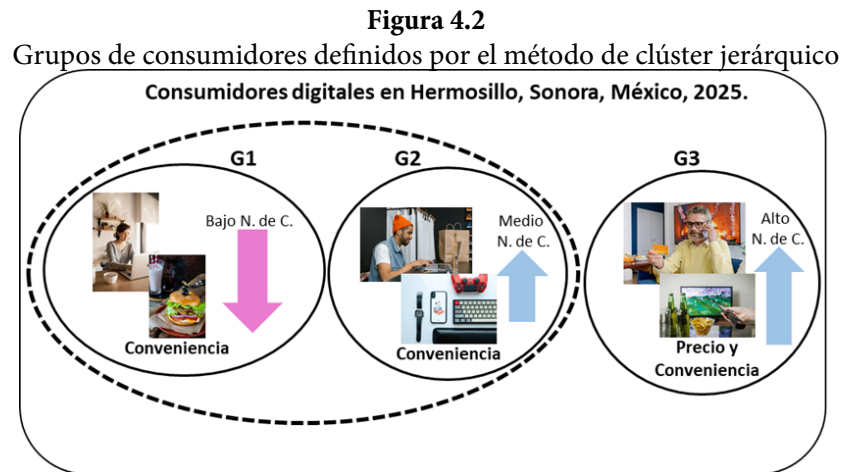 Figura 4.2
Grupos de consumidores definidos por el método de clúster jerárquico
Consumidores digitales en Hermosillo, Sonora, México, 2025.
G1
Bajo N. de C.
Conveniencia
G2
Medio
N. de C.
Conveniencia
G3
Alto
N. de C.
Precio y
Conveniencia